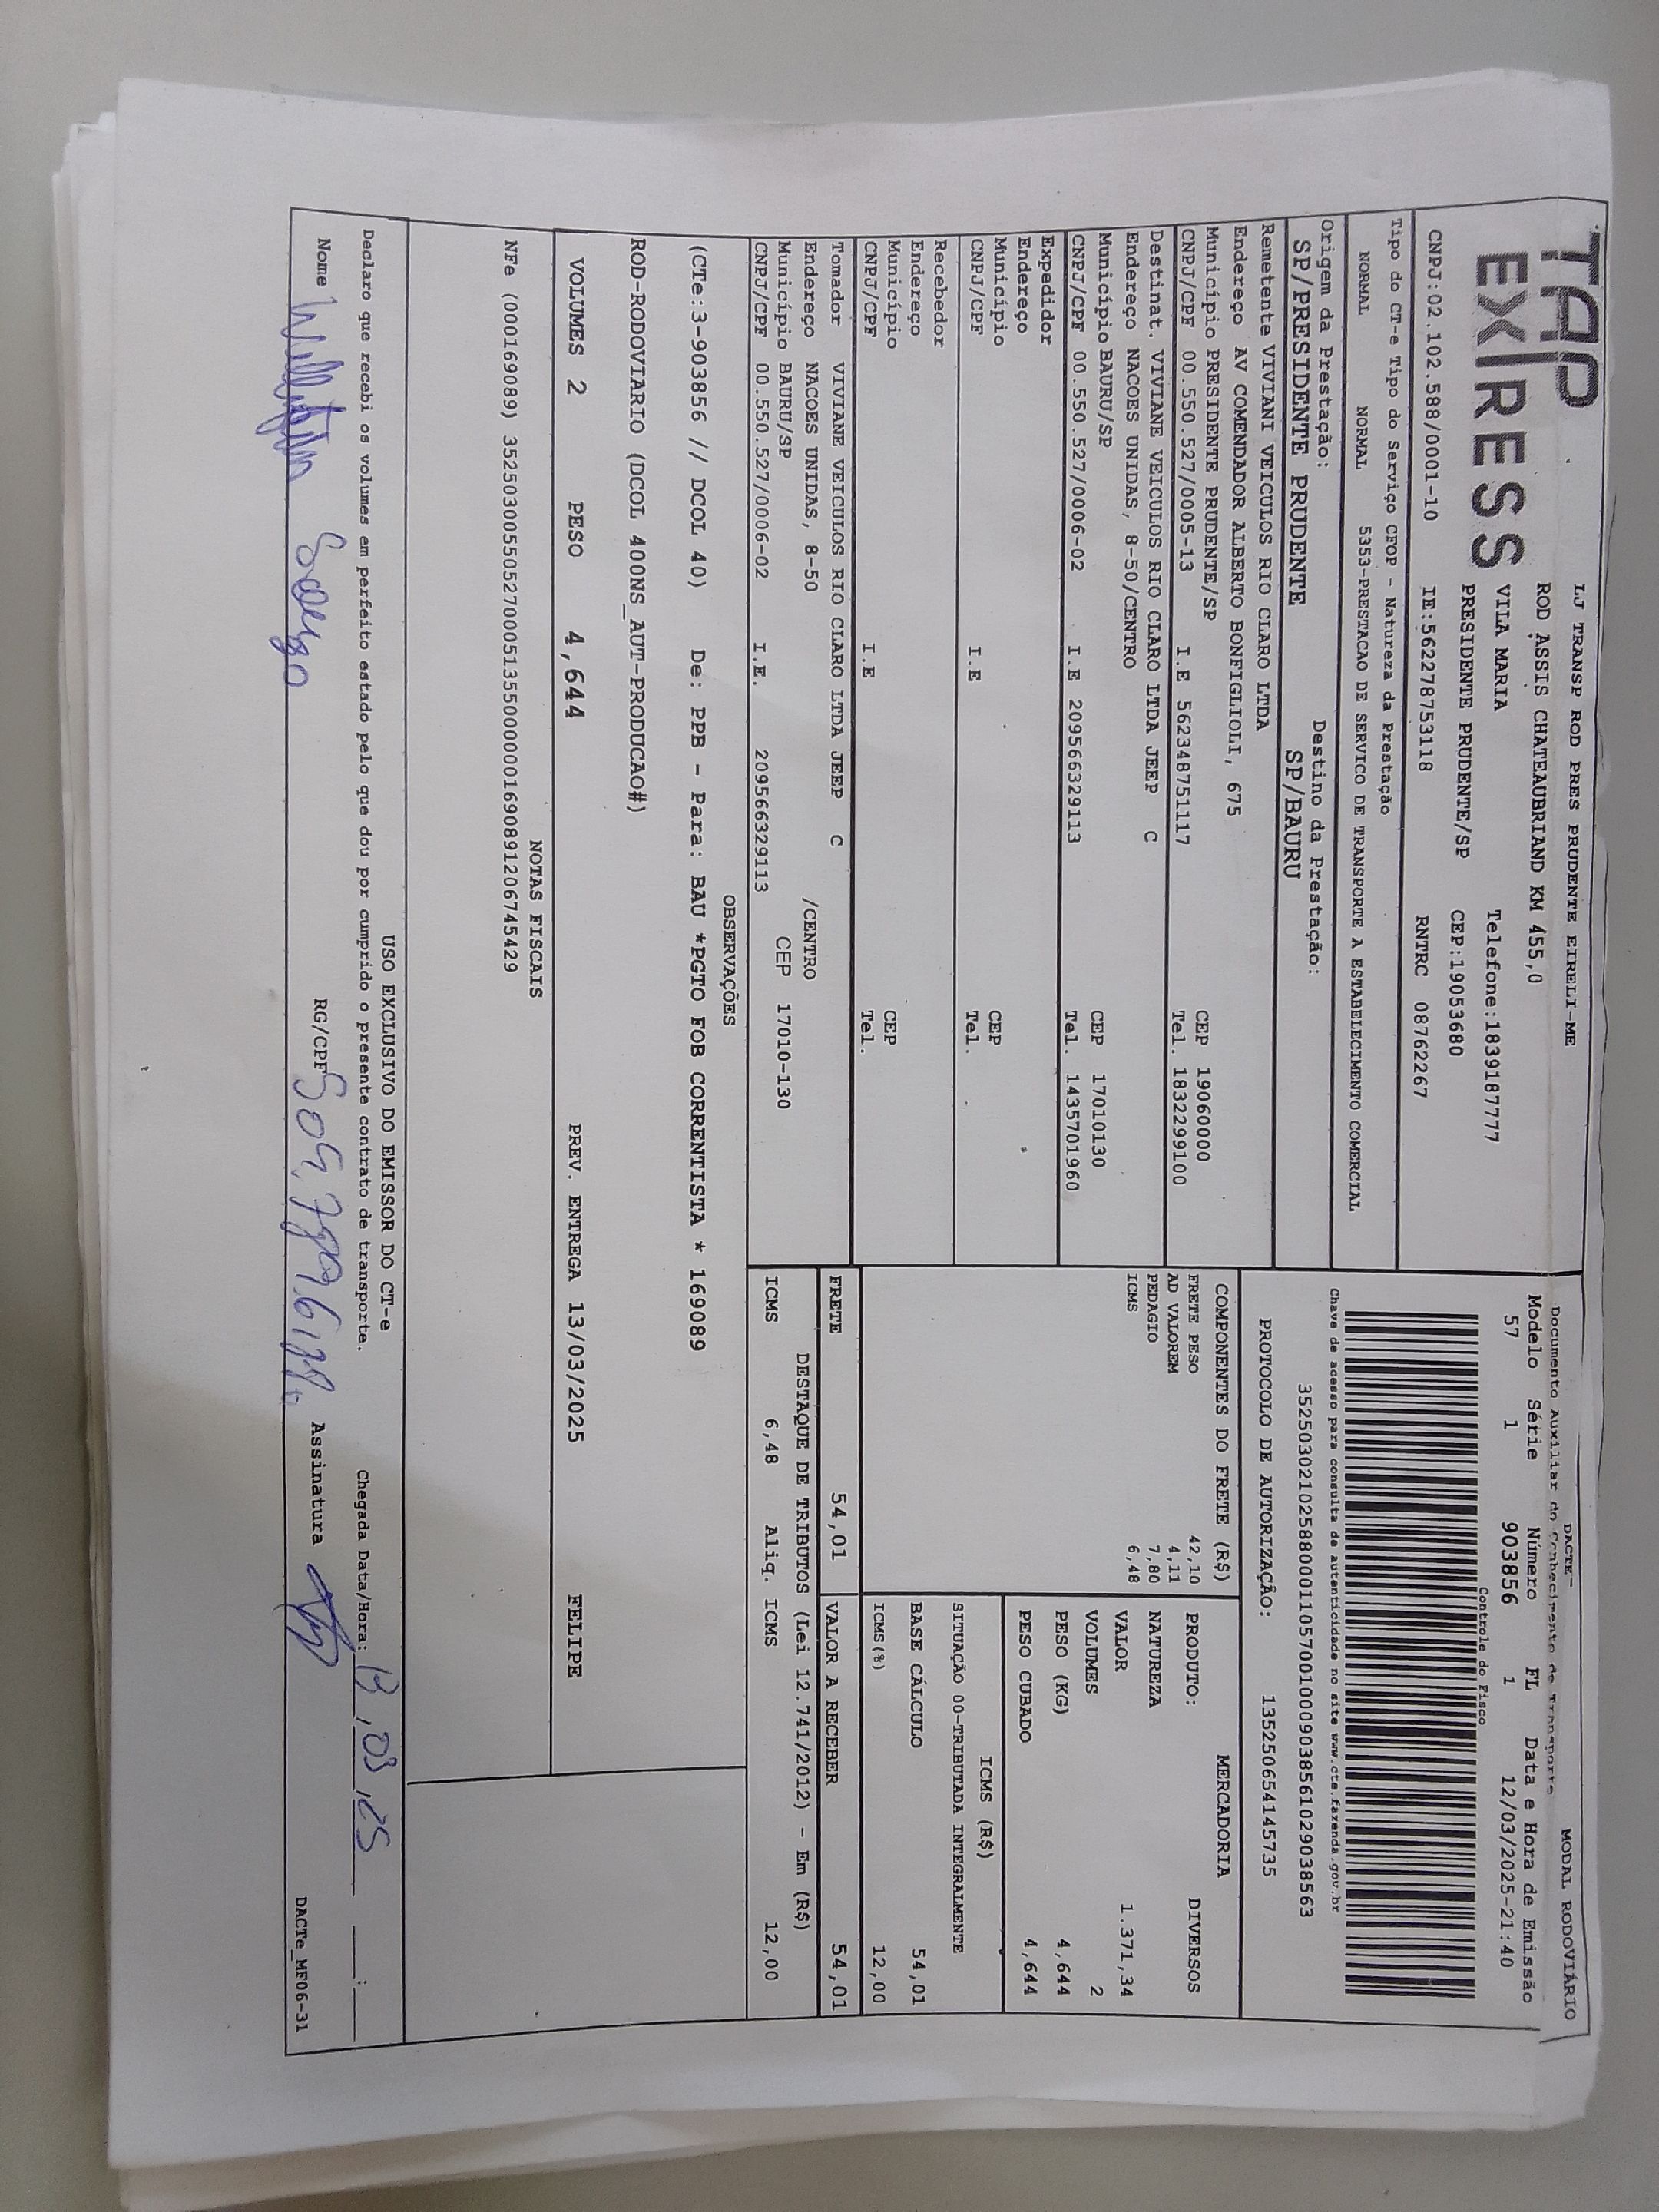 TAP
EXPRESS
LJ TRANSP ROD PRES PRUDENTE EIRELI-ME
ROD ASSIS CHATEAUBRIAND KM 455,0
VILA MARIA Telefone:1839187777
PRESIDENTE PRUDENTE/SP CEP:19053680
CNPJ:02.102.588/0001-10 IE:562278753118 RNTRC 08762267
Tipo do CT-e Tipo do Serviço CFOP - Natureza da Prestação
NORMAL NORMAL 5353-PRESTACAO DE SERVICO DE TRANSPORTE A ESTABELECIMENTO COMERCIAL
Origem da Prestação: Destino da Prestação:
SP/PRESIDENTE PRUDENTE SP/BAURU
DACTE
MODAL RODOVIÁRIO
Documento Auxiliar do Conhecimento de Transporte
Modelo Série Número FL Data e Hora de Emissão
57 1 903856 1 12/03/2025-21:40
Controle do Fisco
Chave de acesso para consulta de autenticidade no site www.cte.fazenda.gov.br
35250302102588000110570010009038561029038563
PROTOCOLO DE AUTORIZAÇÃO: 135250654145735
Remetente VIVIANI VEICULOS RIO CLARO LTDA
Endereço AV COMENDADOR ALBERTO BONFIGLIOLI, 675
Município PRESIDENTE PRUDENTE/SP CEP 19060000
CNPJ/CPF 00.550.527/0005-13 I.E 562348751117 Tel. 1832299100
Destinat. VIVIANE VEICULOS RIO CLARO LTDA JEEP C
Endereço NACOES UNIDAS, 8-50/CENTRO
Município BAURU/SP CEP 17010130
CNPJ/CPF 00.550.527/0006-02 I.E 209566329113 Tel. 1435701960
Expedidor
Endereço
Município CEP
CNPJ/CPF I.E Tel.
Recebedor
Endereço
Município CEP
CNPJ/CPF I.E Tel.
Tomador VIVIANE VEICULOS RIO CLARO LTDA JEEP C
Endereço NACOES UNIDAS, 8-50 /CENTRO
Município BAURU/SP CEP 17010-130
CNPJ/CPF 00.550.527/0006-02 I.E. 209566329113
COMPONENTES DO FRETE (R$)
FRETE PESO 42,10
AD VALOREM 4,11
PEDAGIO 7,80
ICMS 6,48
MERCADORIA
PRODUTO: DIVERSOS
NATUREZA
VALOR 1.371,34
VOLUMES 2
PESO (KG) 4,644
PESO CUBADO 4,644
ICMS (R$)
SITUAÇÃO 00-TRIBUTADA INTEGRALMENTE
BASE CÁLCULO 54,01
ICMS(%) 12,00
FRETE 54,01 VALOR A RECEBER 54,01
DESTAQUE DE TRIBUTOS (Lei 12.741/2012) - Em (R$)
ICMS 6,48 Aliq. ICMS 12,00
OBSERVAÇÕES
(CTe:3-903856 // DCOL 40) De: PPB - Para: BAU *PGTO FOB CORRENTISTA * 169089
ROD-RODOVIARIO (DCOL 400NS_AUT-PRODUCAO#)
VOLUMES 2 PESO 4,644 PREV. ENTREGA 13/03/2025 FELIPE
NOTAS FISCAIS
NFe (000169089) 35250300550527000513550000001690891206745429
USO EXCLUSIVO DO EMISSOR DO CT-e
Declaro que recebi os volumes em perfeito estado pelo que dou por cumprido o presente contrato de transporte. Chegada Data/Hora: 13,03,25 __:__
Nome RG/CPF Assinatura
DACTe_MF06-31